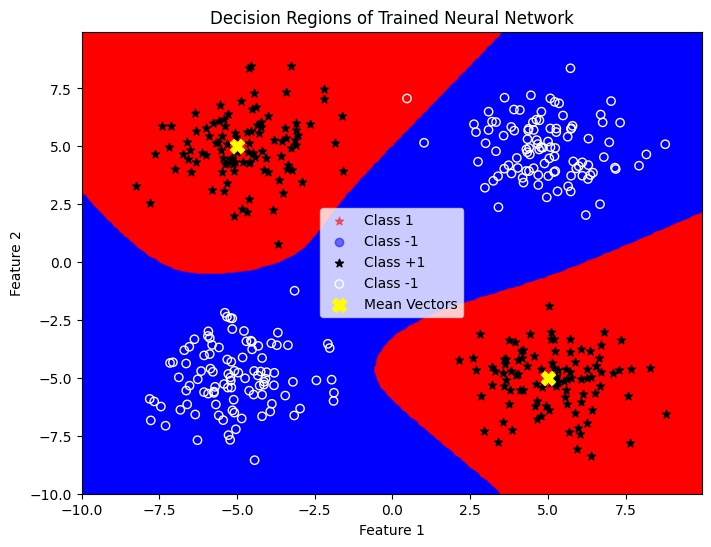 Decision Regions of Trained Neural Network
Feature 2
7.5
5.0
2.5
0.0
−2.5
−5.0
−7.5
−10.0
Class 1
Class -1
Class +1
Class -1
Mean Vectors
−10.0 −7.5 −5.0 −2.5 0.0 2.5 5.0 7.5
Feature 1